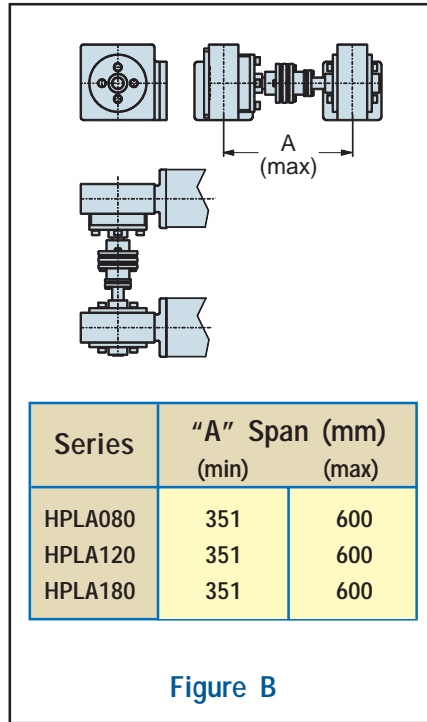 A
(max)
Series "A" Span (mm)
(min) (max)
HPLA080 351 600
HPLA120 351 600
HPLA180 351 600
Figure B